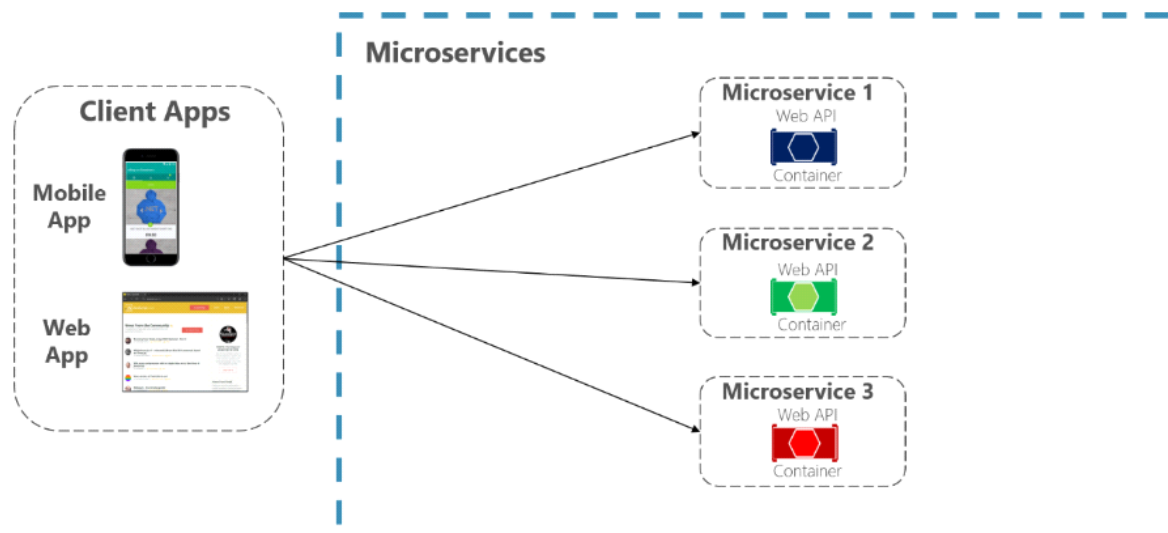 Microservices
Client Apps
Mobile
App
Web
App
Microservice 1
Web API
Container
Microservice 2
Web API
Container
Microservice 3
Web API
Container